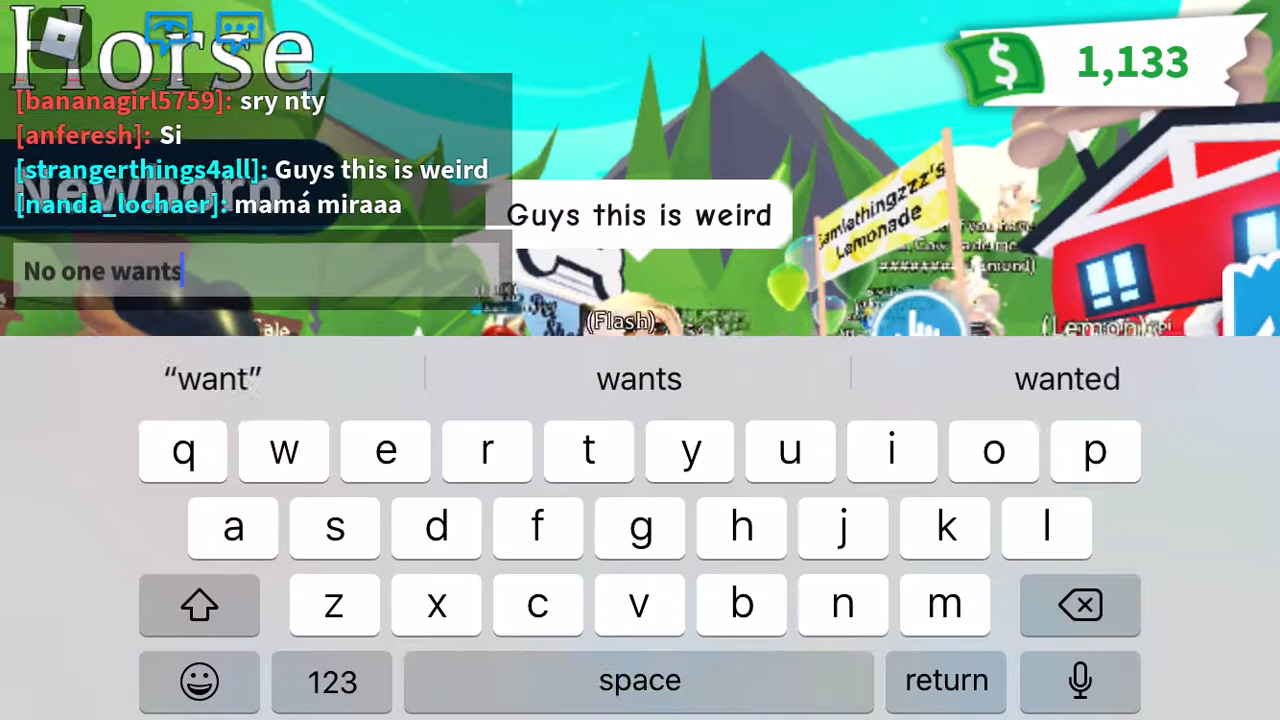 Horse
1,133
[bananagirl5759]: sry nty
[anferesh]: Si
[strangerthings4all]: Guys this is weird
Newborn
[nanda_lochaer]: mamá miraaa
Guys this is weird
Lemonade
No one wants
(Flash)
“want” wants wanted
q w e r t y u i o p
a s d f g h j k l
z x c v b n m
123 space return